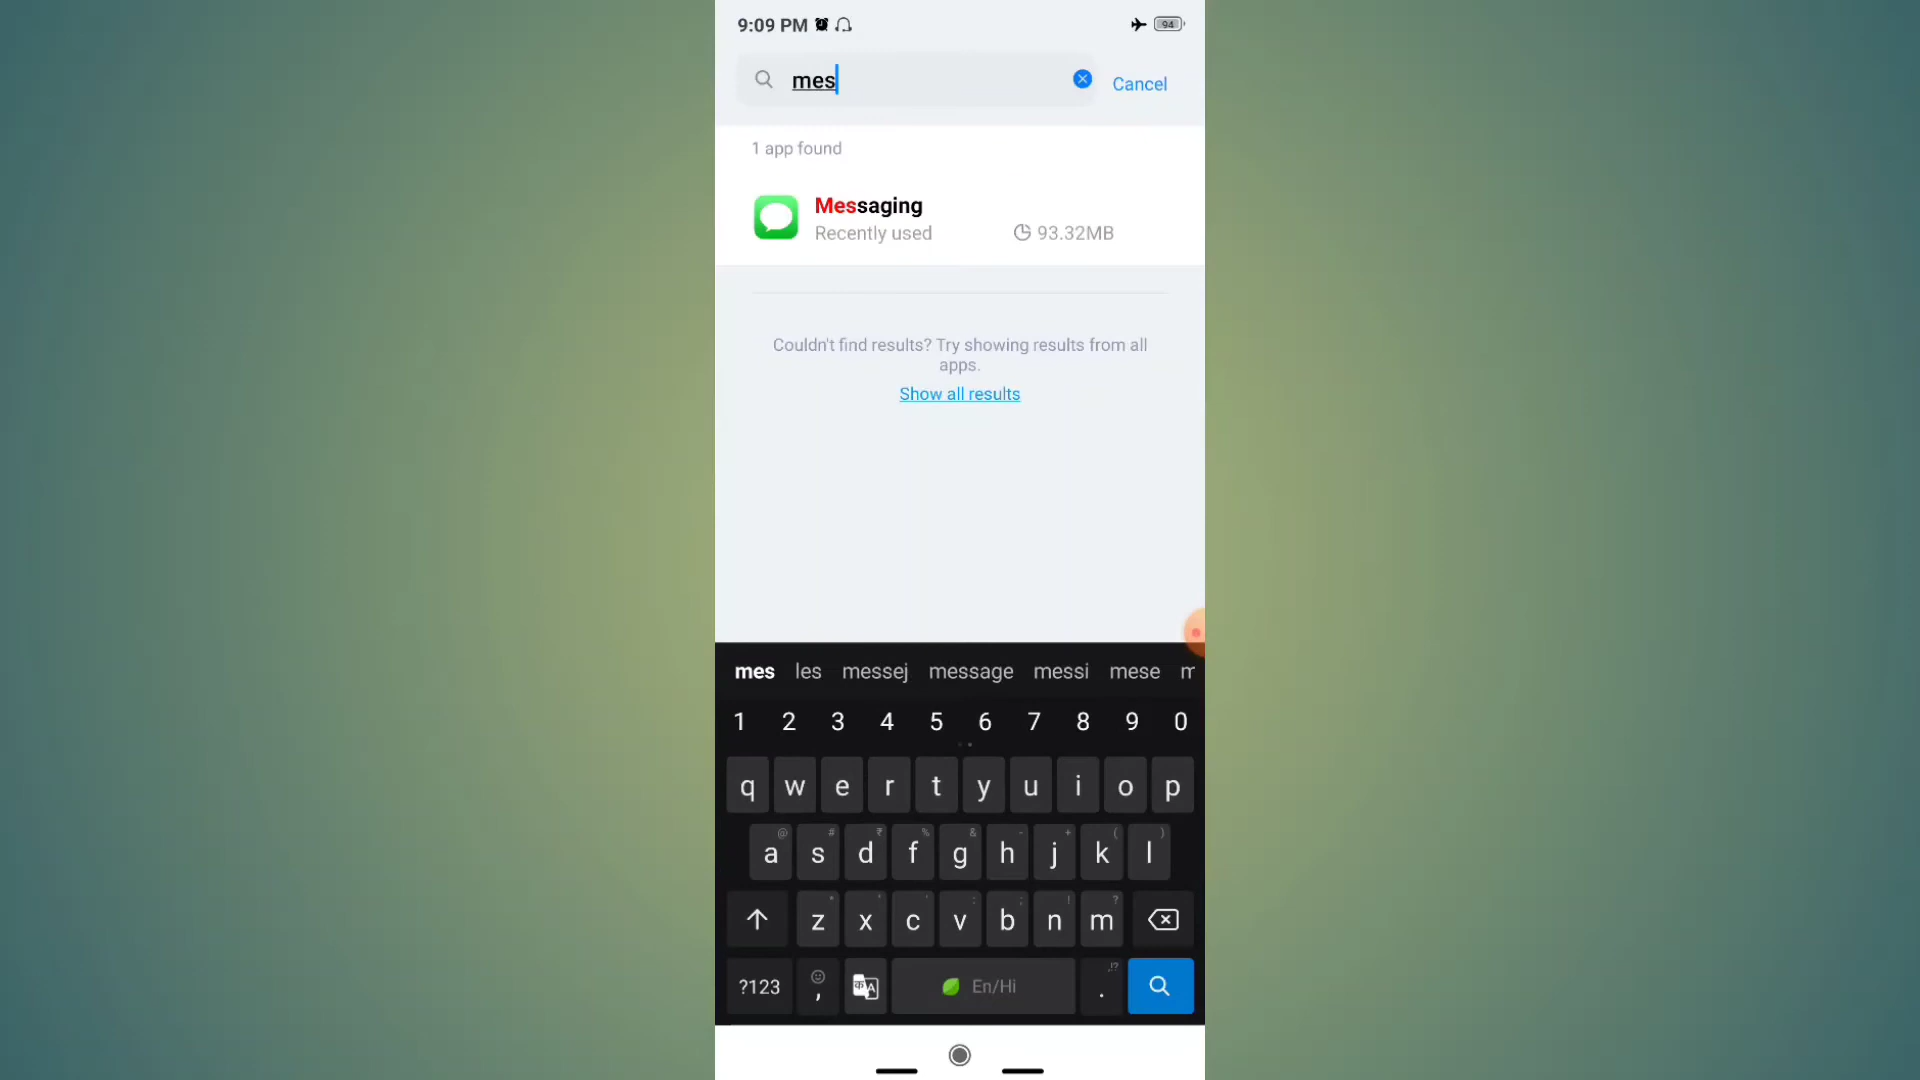 9:09 PM
94
mes
Cancel
1 app found
Messaging
Recently used
93.32MB
Couldn't find results? Try showing results from all
apps.
Show all results
mes les messej message messi mese
1 2 3 4 5 6 7 8 9 0
q w e r t y u i o p
@ # ₹ % & - + ( )
a s d f g h j k l
* " ' : ; ! ?
z x c v b n m
?123 , En/Hi . ,!?